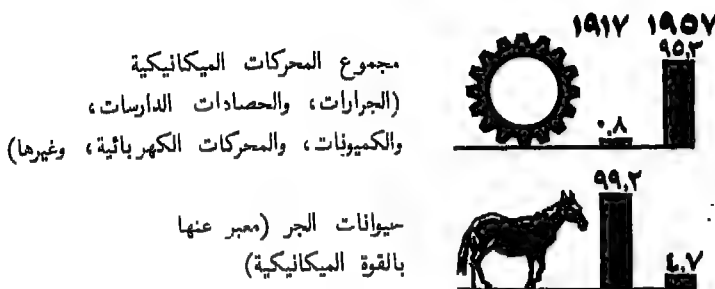 ١٩١٧ ١٩٥٧
مجموع المحركات الميكانيكية
(الجرارات، والحصادات الدارسات،
والكميونات، والمحركات الكهربائية، وغيرها)
٠,٨
٩٥,٣
حيوانات الجر (معبر عنها
بالقوة الميكانيكية)
٩٩,٢
٤,٧